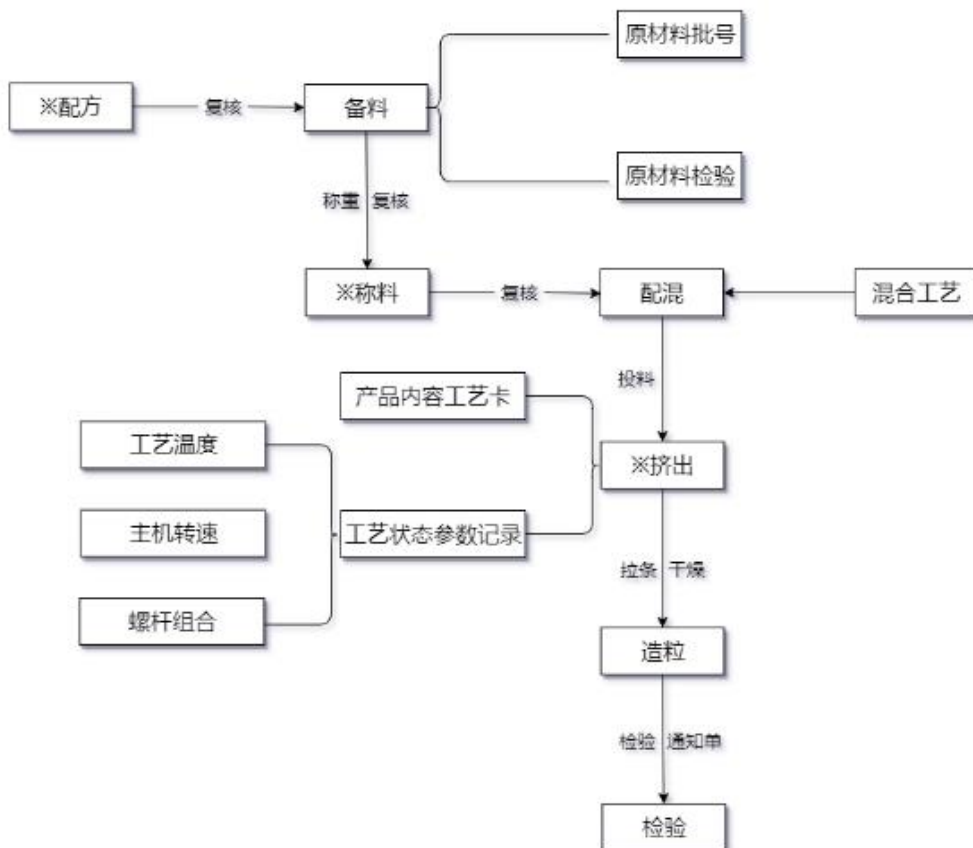 原材料批号
※配方
复核
备料
原材料检验
称重 复核
※称料
复核
配混
混合工艺
投料
产品内容工艺卡
工艺温度
※挤出
主机转速
工艺状态参数记录
拉条 干燥
螺杆组合
造粒
检验 通知单
检验